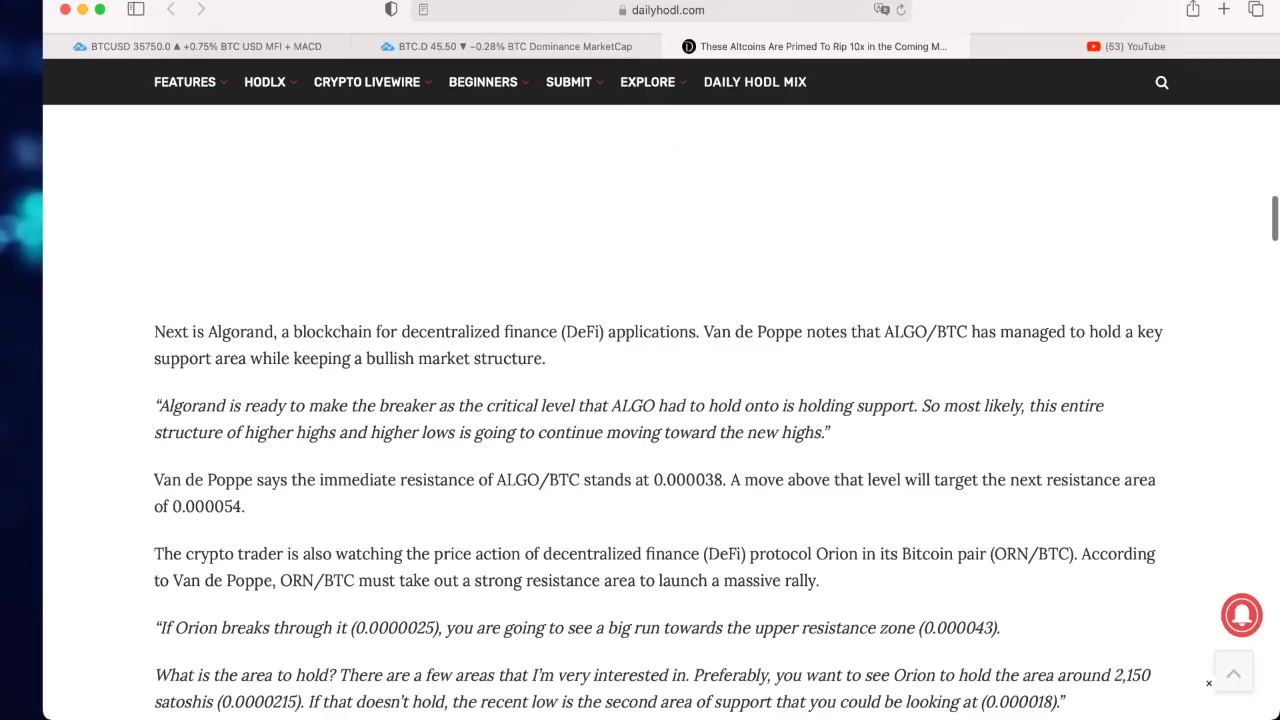 dailyhodl.com
BTCUSD 35750.0 ▲ +0.75% BTC USD MFI + MACD
BTC.D 45.50 ▼ −0.28% BTC Dominance MarketCap
These Altcoins Are Primed To Rip 10x in the Coming M...
(53) YouTube
FEATURES HODLX CRYPTO LIVEWIRE BEGINNERS SUBMIT EXPLORE DAILY HODL MIX
Next is Algorand, a blockchain for decentralized finance (DeFi) applications. Van de Poppe notes that ALGO/BTC has managed to hold a key
support area while keeping a bullish market structure.
“Algorand is ready to make the breaker as the critical level that ALGO had to hold onto is holding support. So most likely, this entire
structure of higher highs and higher lows is going to continue moving toward the new highs.”
Van de Poppe says the immediate resistance of ALGO/BTC stands at 0.000038. A move above that level will target the next resistance area
of 0.000054.
The crypto trader is also watching the price action of decentralized finance (DeFi) protocol Orion in its Bitcoin pair (ORN/BTC). According
to Van de Poppe, ORN/BTC must take out a strong resistance area to launch a massive rally.
“If Orion breaks through it (0.0000025), you are going to see a big run towards the upper resistance zone (0.000043).
What is the area to hold? There are a few areas that I’m very interested in. Preferably, you want to see Orion to hold the area around 2,150
satoshis (0.0000215). If that doesn’t hold, the recent low is the second area of support that you could be looking at (0.000018).”